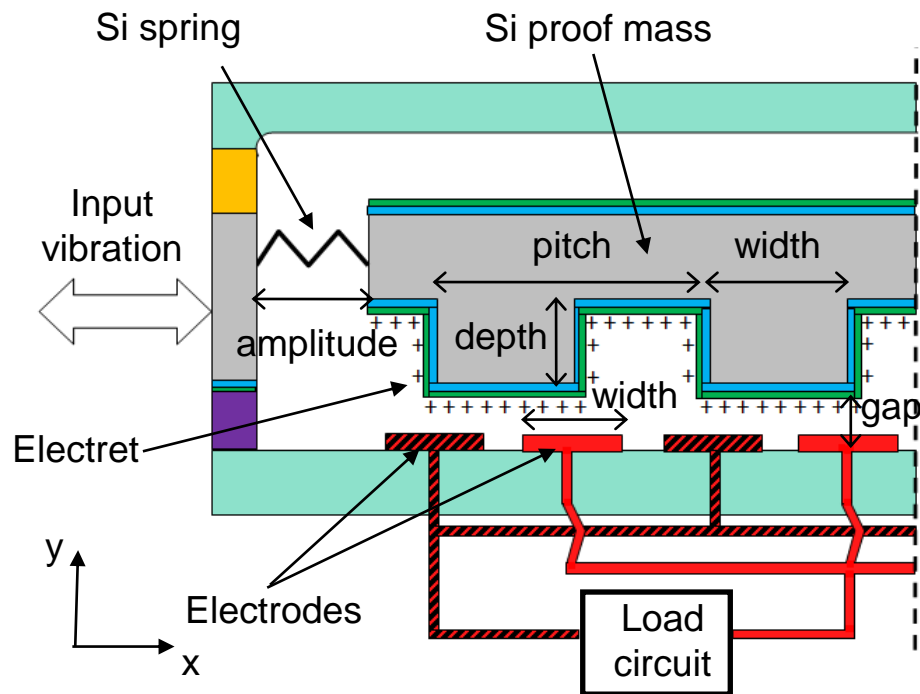 Si spring
Si proof mass
Input
vibration
pitch
width
amplitude
depth
+ + +
+
+
+
+ + + + + + + + +
+
+
+
+ + + +
+
+
+
+ + + + + + + + +
+
+
+
+ +
width
gap
Electret
y
x
Electrodes
Load
circuit